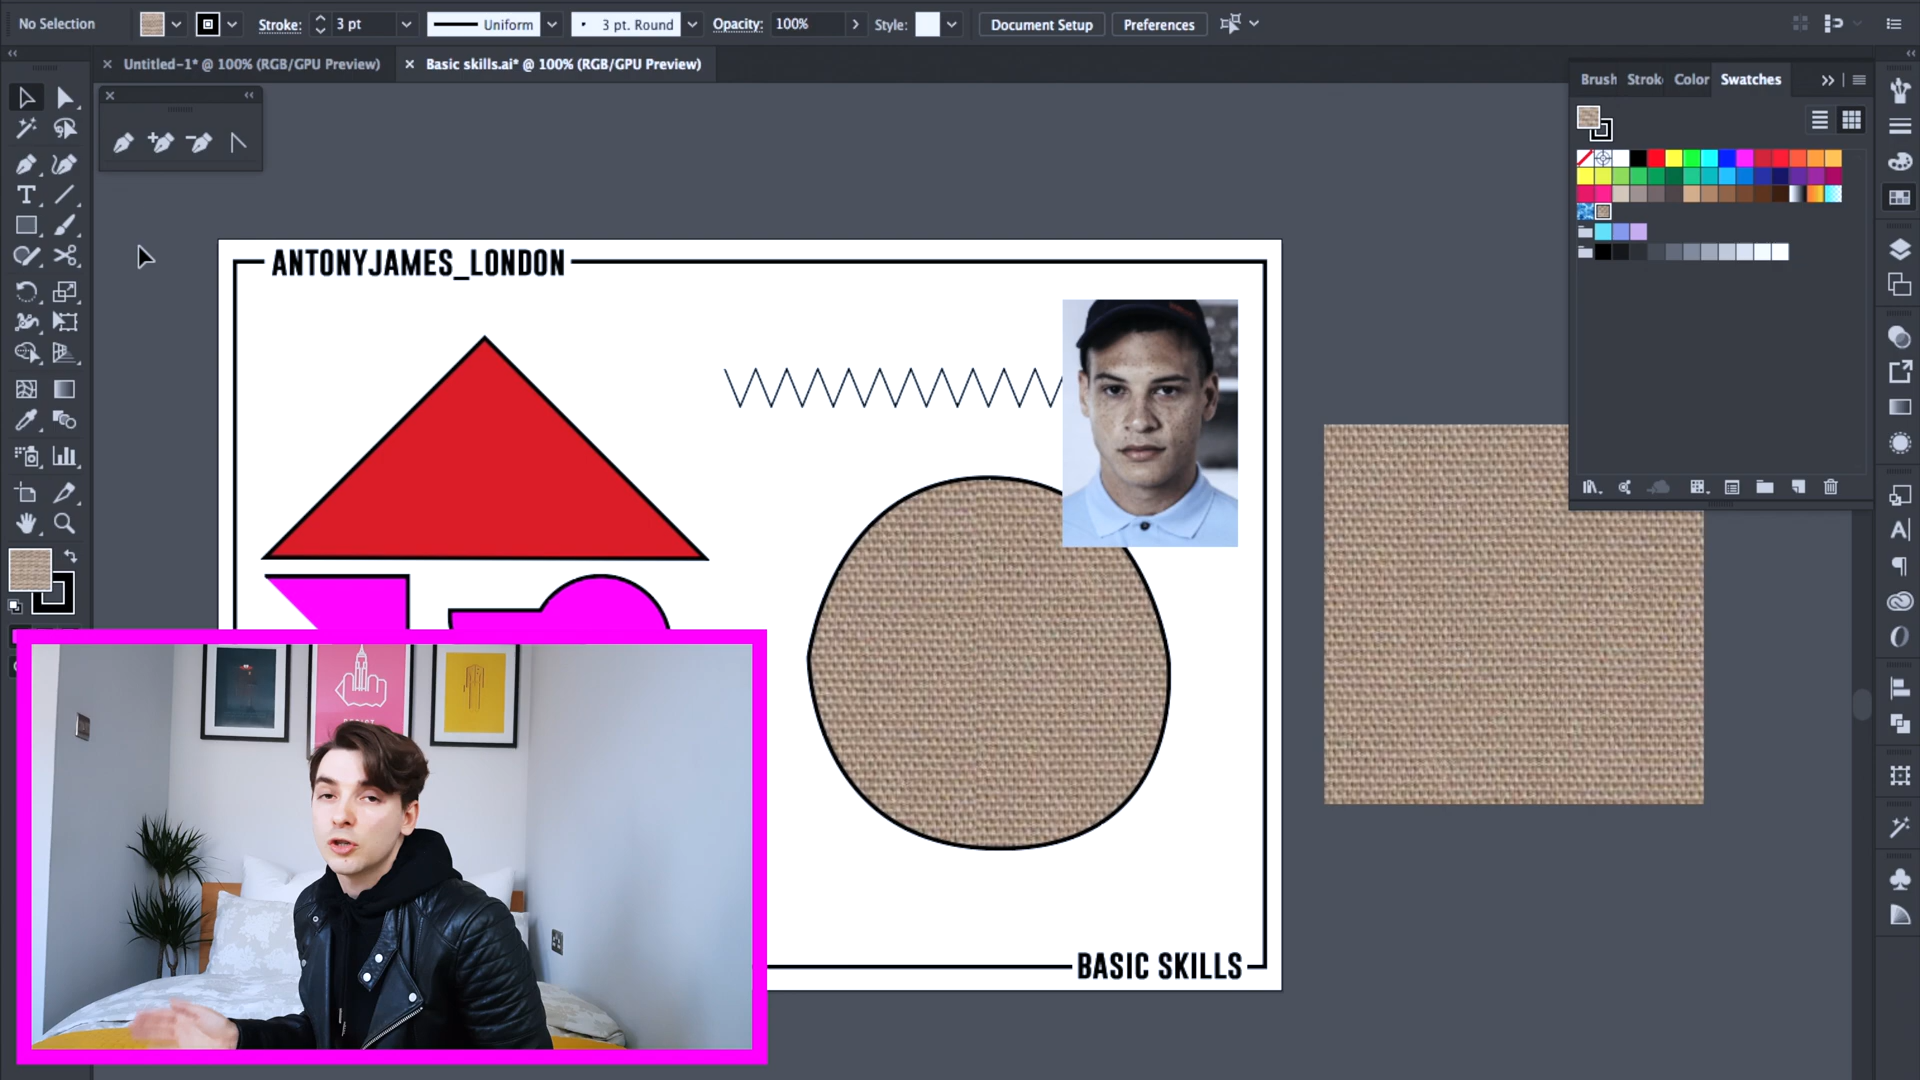 No Selection
Stroke: 3 pt
Uniform
3 pt. Round
Opacity: 100%
Style:
Document Setup
Preferences
Untitled-1* @ 100% (RGB/GPU Preview)
Basic skills.ai* @ 100% (RGB/GPU Preview)
Brush Strok Color Swatches
ANTONYJAMES_LONDON
BASIC SKILLS